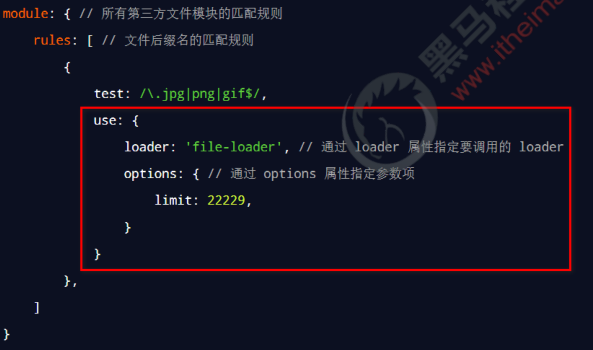 module: { // 所有第三方文件模块的匹配规则
rules: [ // 文件后缀名的匹配规则
{
test: /\.jpg|png|gif$/,
use: {
loader: 'file-loader', // 通过 loader 属性指定要调用的 loader
options: { // 通过 options 属性指定参数项
limit: 22229,
}
}
},
]
}
黑马程
www.itheima